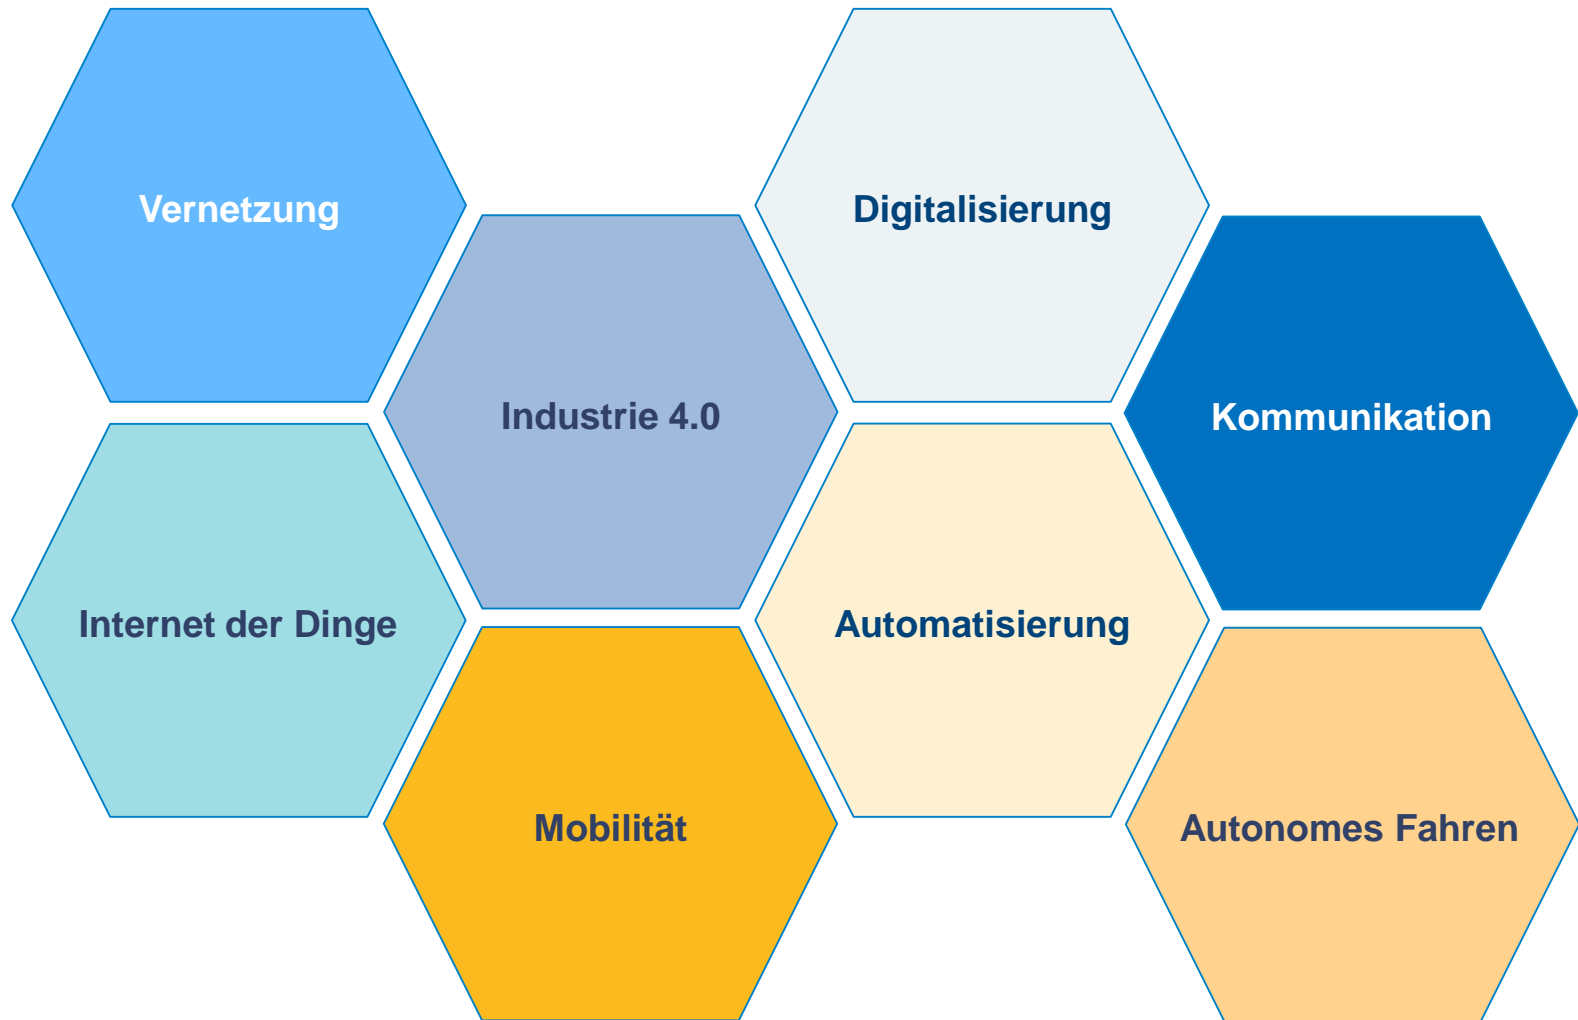 Vernetzung
Digitalisierung
Industrie 4.0
Kommunikation
Internet der Dinge
Automatisierung
Mobilität
Autonomes Fahren